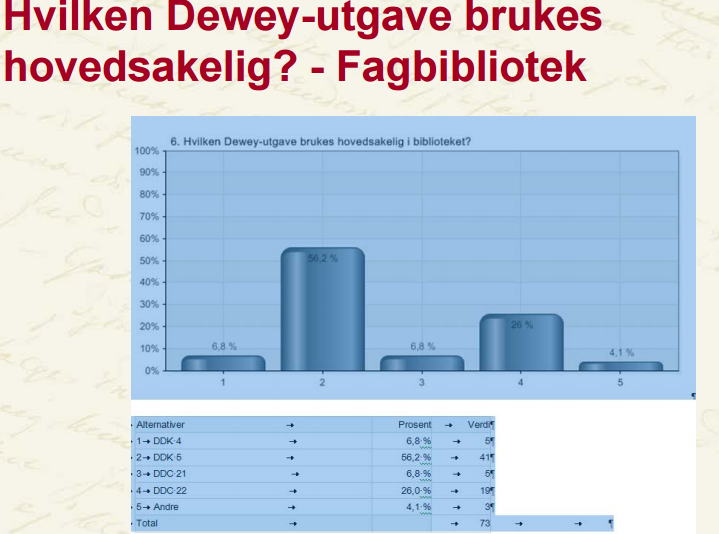 Hvilken Dewey-utgave brukes
hovedsakelig? - Fagbibliotek
6. Hvilken Dewey-utgave brukes hovedsakelig i biblioteket?
100%
90%
80%
70%
60%
50%
40%
30%
20%
10%
0%
6,8 %
56,2 %
6,8 %
26 %
4,1 %
1 2 3 4 5
¶
Alternativer → Prosent → Verdi¶
1→ DDK·4 → 6,8·% → 5¶
2→ DDK·5 → 56,2·% → 41¶
3→ DDC·21 → 6,8·% → 5¶
4→ DDC·22 → 26,0·% → 19¶
5→ Andre → 4,1·% → 3¶
Total → → 73 → → ¶